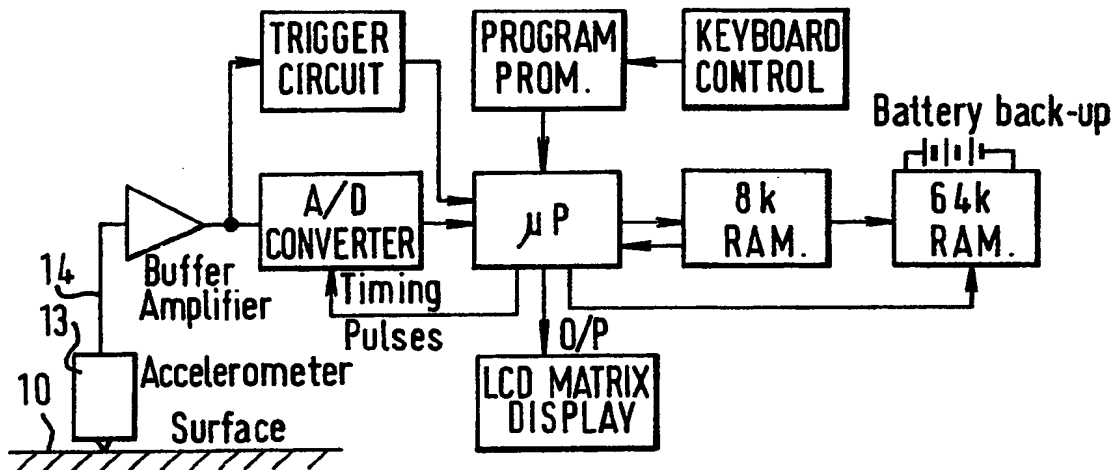 TRIGGER
CIRCUIT
PROGRAM
PROM.
KEYBOARD
CONTROL
Battery back-up
A/D
CONVERTER
μP
8k
RAM.
64k
RAM.
Buffer
Amplifier
Timing
Pulses
14
13
10
Accelerometer
Surface
O/P
LCD MATRIX
DISPLAY